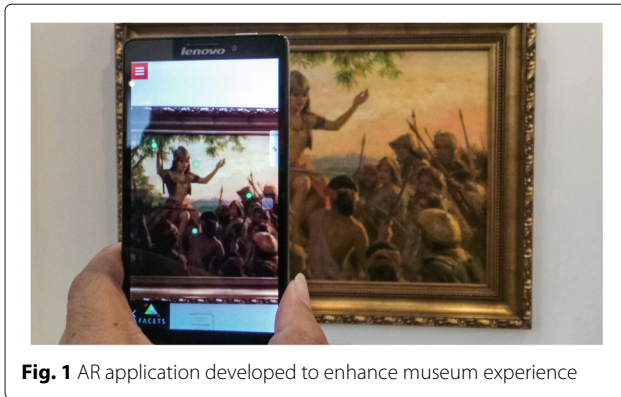 lenovo
FACETS
Fig. 1 AR application developed to enhance museum experience